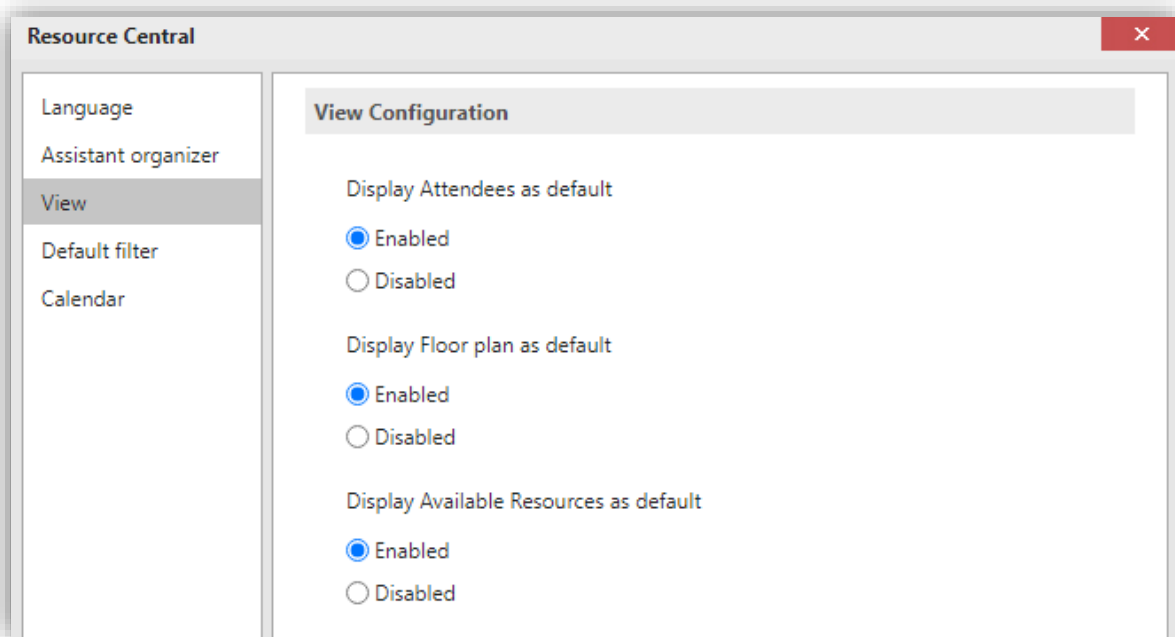 Resource Central
Language
Assistant organizer
View
Default filter
Calendar
View Configuration
Display Attendees as default
Enabled
Disabled
Display Floor plan as default
Enabled
Disabled
Display Available Resources as default
Enabled
Disabled